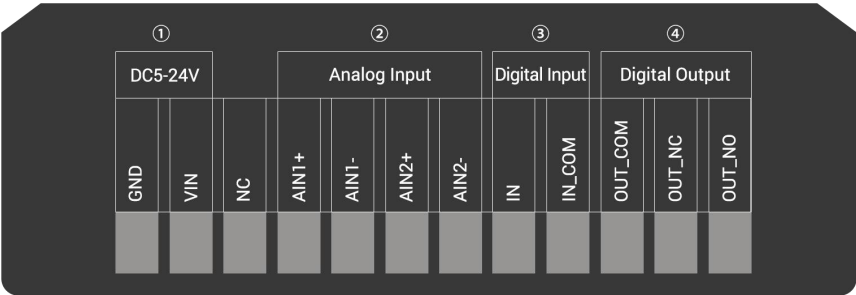 ① ② ③ ④
DC5-24V Analog Input Digital Input Digital Output
GND VIN NC AIN1+ AIN1- AIN2+ AIN2- IN IN_COM OUT_COM OUT_NC OUT_NO